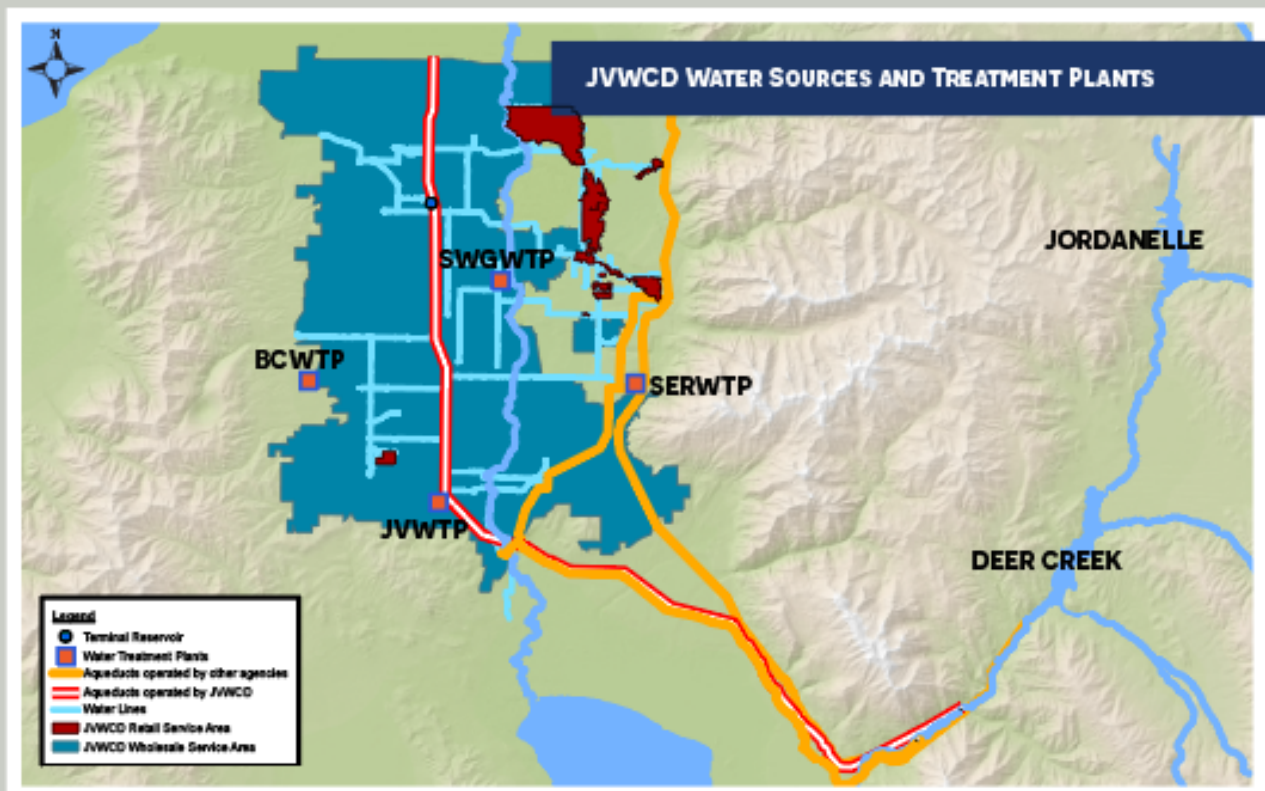 N
JVWCD WATER SOURCES AND TREATMENT PLANTS
JORDANELLE
SWGWTP
BCWTP
SERWTP
JVWTP
DEER CREEK
Legend
Terminal Reservoir
Water Treatment Plants
Aqueducts operated by other agencies
Aqueducts operated by JVWCD
Water Lines
JVWCD Retail Service Area
JVWCD Wholesale Service Area